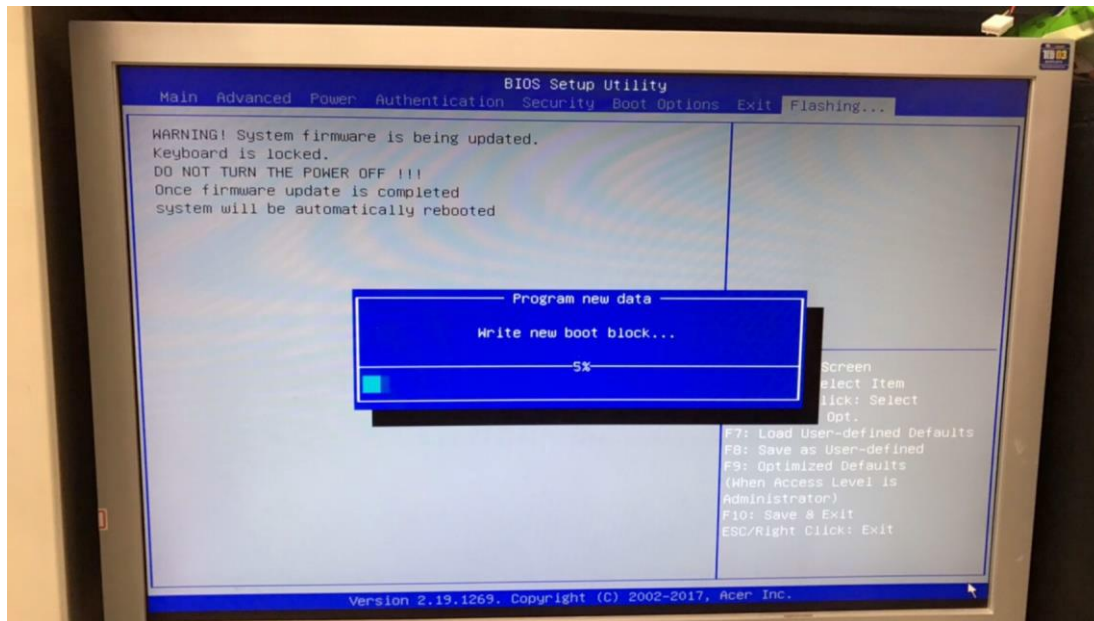 BIOS Setup Utility
Main Advanced Power Authentication Security Boot Options Exit Flashing...
WARNING! System firmware is being updated.
Keyboard is locked.
DO NOT TURN THE POWER OFF !!!
Once firmware update is completed
system will be automatically rebooted
Program new data
Write new boot block...
5%
Screen
elect Item
lick: Select
Opt.
F7: Load User-defined Defaults
F8: Save as User-defined
F9: Optimized Defaults
(When Access Level is
Administrator)
F10: Save & Exit
ESC/Right Click: Exit
Version 2.19.1269. Copyright (C) 2002-2017, Acer Inc.